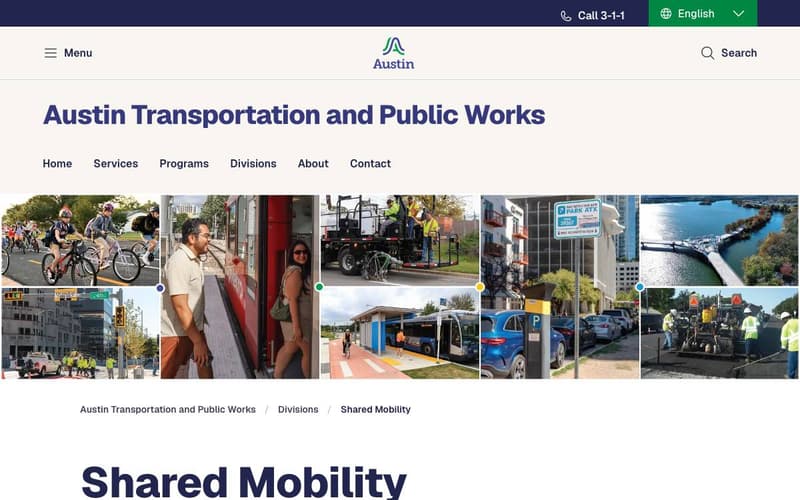 Call 3-1-1
English
Menu
Austin
Search
Austin Transportation and Public Works
Home Services Programs Divisions About Contact
PARK ATX
P
Austin Transportation and Public Works / Divisions / Shared Mobility
Shared Mobility